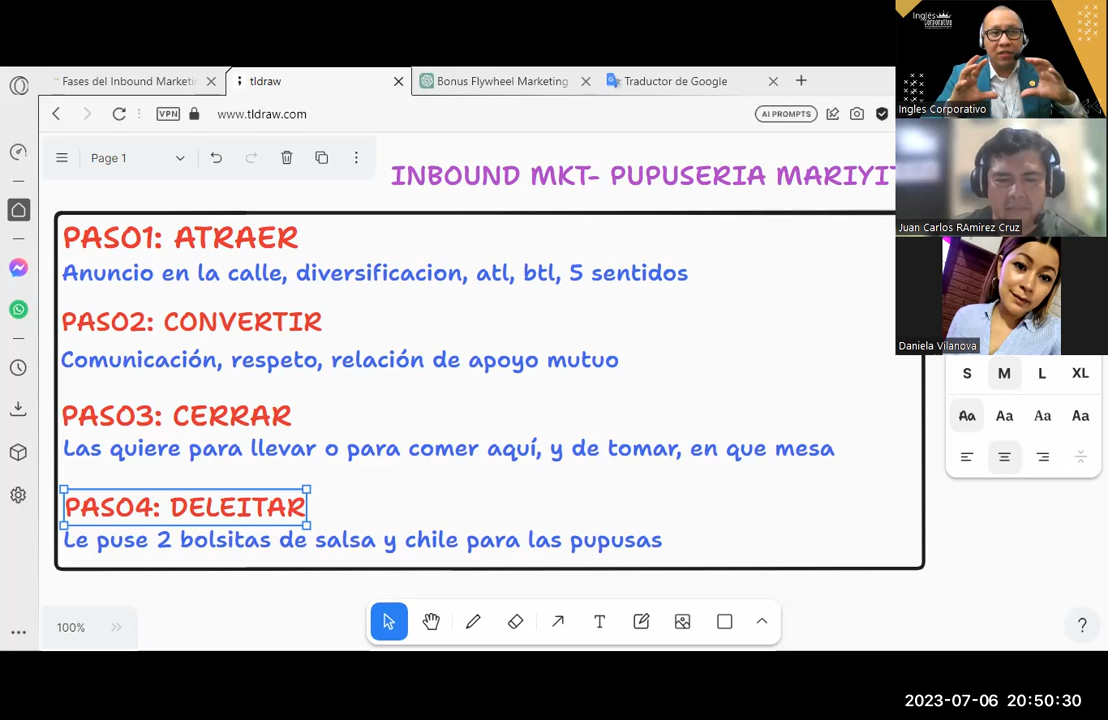 Fases del Inbound Marketi
tldraw
Bonus Flywheel Marketing
Traductor de Google
VPN
www.tldraw.com
AI PROMPTS
Page 1
INBOUND MKT- PUPUSERIA MARIYIT
PASO1: ATRAER
Anuncio en la calle, diversificacion, atl, btl, 5 sentidos
PASO2: CONVERTIR
Comunicación, respeto, relación de apoyo mutuo
PASO3: CERRAR
Las quiere para llevar o para comer aquí, y de tomar, en que mesa
PASO4: DELEITAR
Le puse 2 bolsitas de salsa y chile para las pupusas
Inglés
Corporativo
Ingles Corporativo
Juan Carlos RAmirez Cruz
Daniela Vilanova
S M L XL
Aa Aa Aa Aa
100%
T
?
2023-07-06 20:50:30